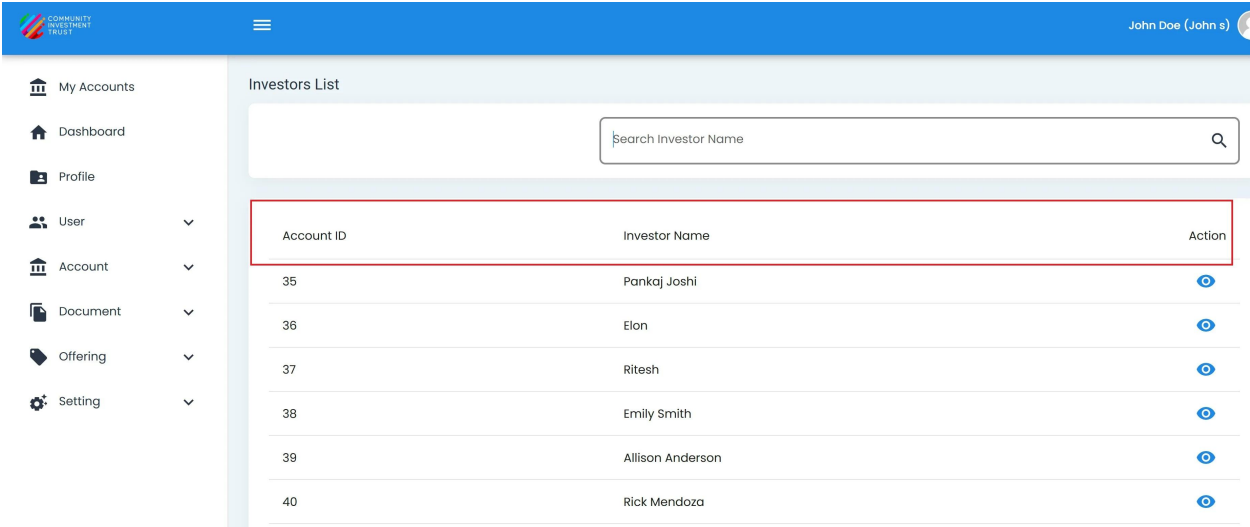 COMMUNITY
INVESTMENT
TRUST
John Doe (John s)
My Accounts
Dashboard
Profile
User
Account
Document
Offering
Setting
Investors List
Search Investor Name
Account ID Investor Name Action
35 Pankaj Joshi
36 Elon
37 Ritesh
38 Emily Smith
39 Allison Anderson
40 Rick Mendoza